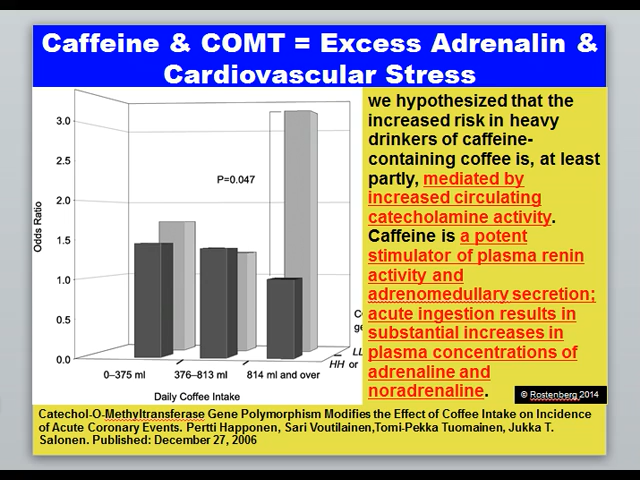 Caffeine & COMT = Excess Adrenalin &
Cardiovascular Stress
we hypothesized that the
increased risk in heavy
drinkers of caffeine-
containing coffee is, at least
partly, mediated by
increased circulating
catecholamine activity.
Caffeine is a potent
stimulator of plasma renin
activity and
adrenomedullary secretion;
acute ingestion results in
substantial increases in
plasma concentrations of
adrenaline and
noradrenaline.
Odds Ratio
3.0
2.5
2.0
1.5
1.0
0.5
0.0
P=0.047
LL
HH or
0–375 ml
376–813 ml
814 ml and over
Daily Coffee Intake
© Rostenberg 2014
Catechol-O-Methyltransferase Gene Polymorphism Modifies the Effect of Coffee Intake on Incidence
of Acute Coronary Events. Pertti Happonen, Sari Voutilainen,Tomi-Pekka Tuomainen, Jukka T.
Salonen. Published: December 27, 2006